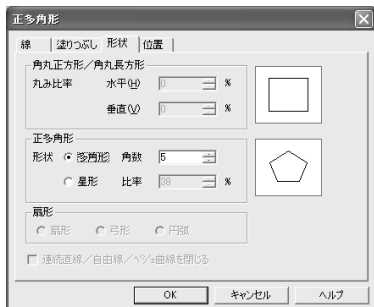 正多角形
線 塗りつぶし 形状 位置
角丸正方形／角丸長方形
丸み比率 水平(H) 0 %
垂直(V) 0 %
正多角形
形状 多角形 角数 5
星形 比率 38 %
扇形
扇形 弓形 円弧
連続直線／自由線／ベジェ曲線を閉じる
OK キャンセル ヘルプ